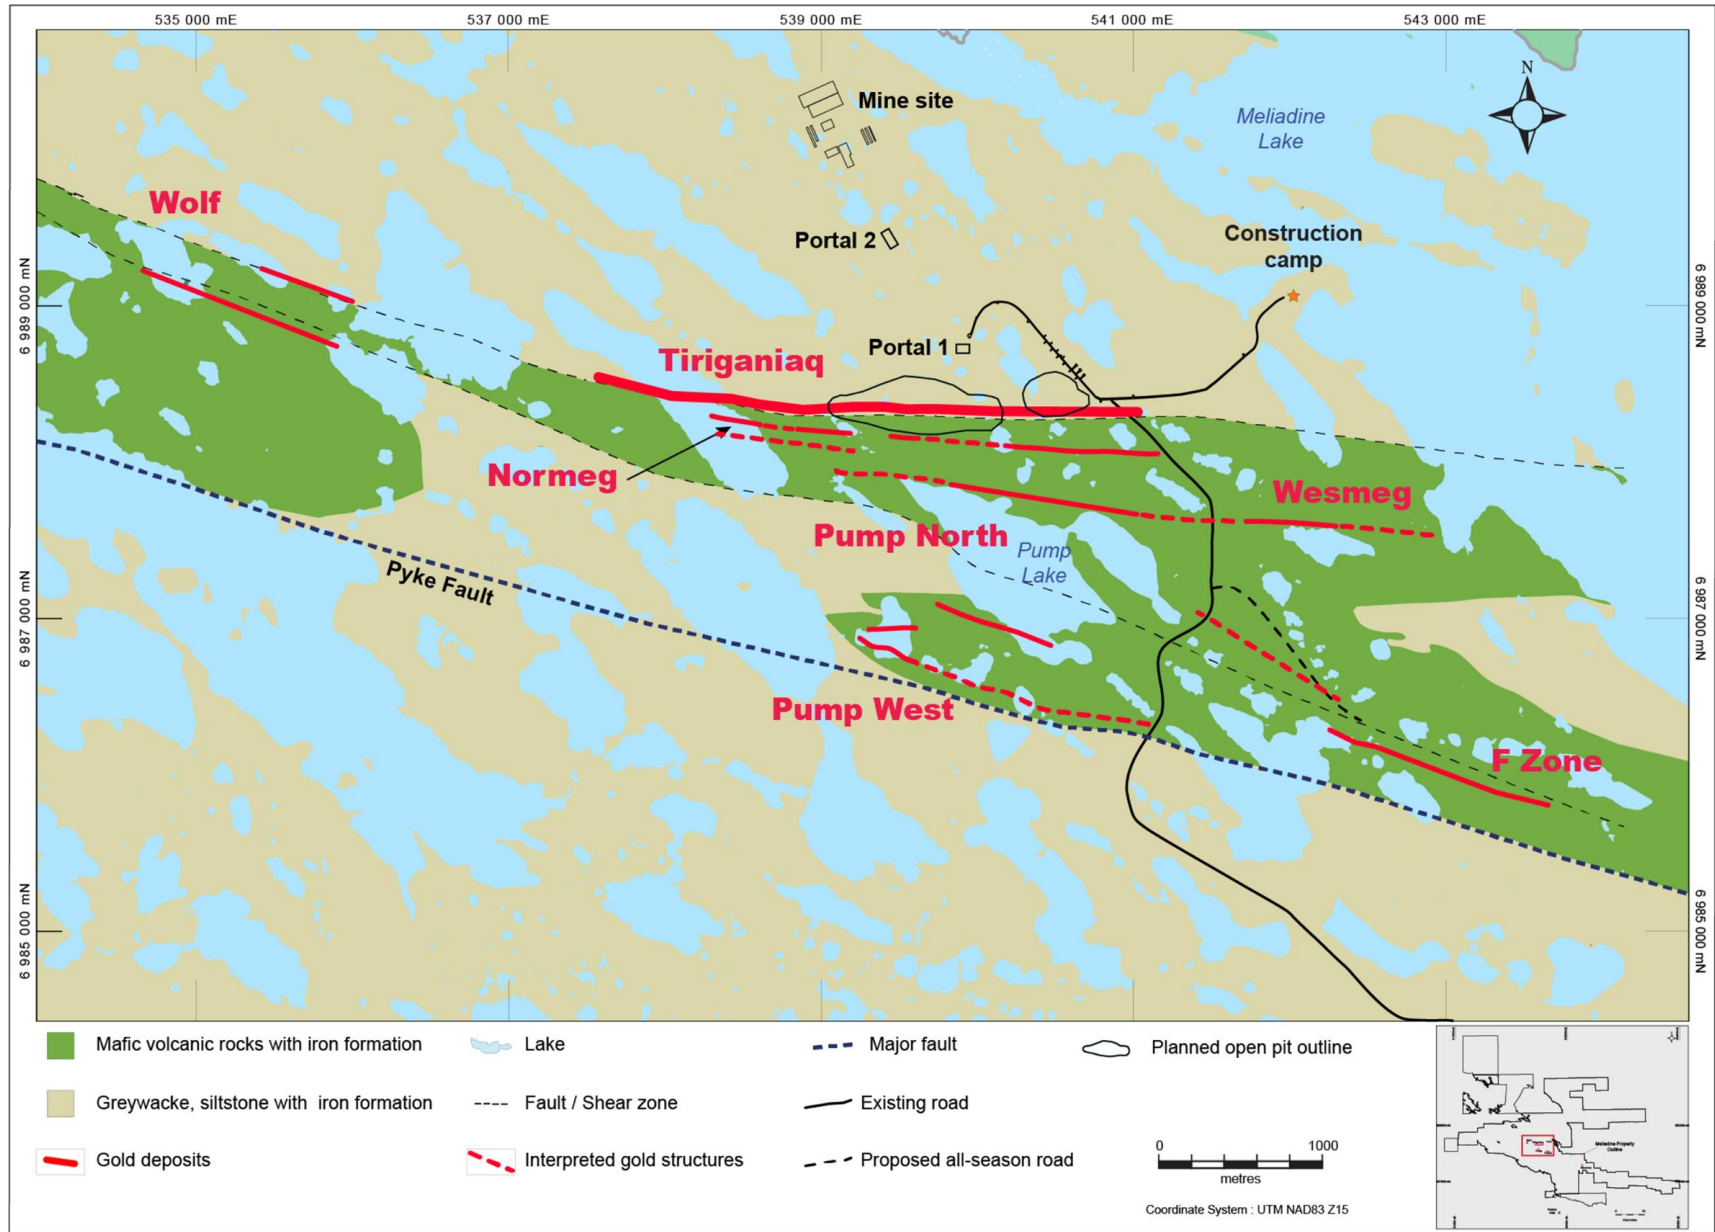 535 000 mE
537 000 mE
539 000 mE
541 000 mE
543 000 mE
N
Mine site
Meliadine
Lake
Wolf
Portal 2
Construction
camp
6 989 000 mN
6 989 000 mN
Portal 1
Tiriganiaq
Normeg
Wesmeg
Pump North
Pump
Lake
Pyke Fault
6 987 000 mN
6 987 000 mN
Pump West
F Zone
6 985 000 mN
6 985 000 mN
Mafic volcanic rocks with iron formation
Lake
Major fault
Planned open pit outline
Greywacke, siltstone with iron formation
Fault / Shear zone
Existing road
Gold deposits
Interpreted gold structures
Proposed all-season road
0
1000
metres
Coordinate System : UTM NAD83 Z15
Meliadine Property
Outline